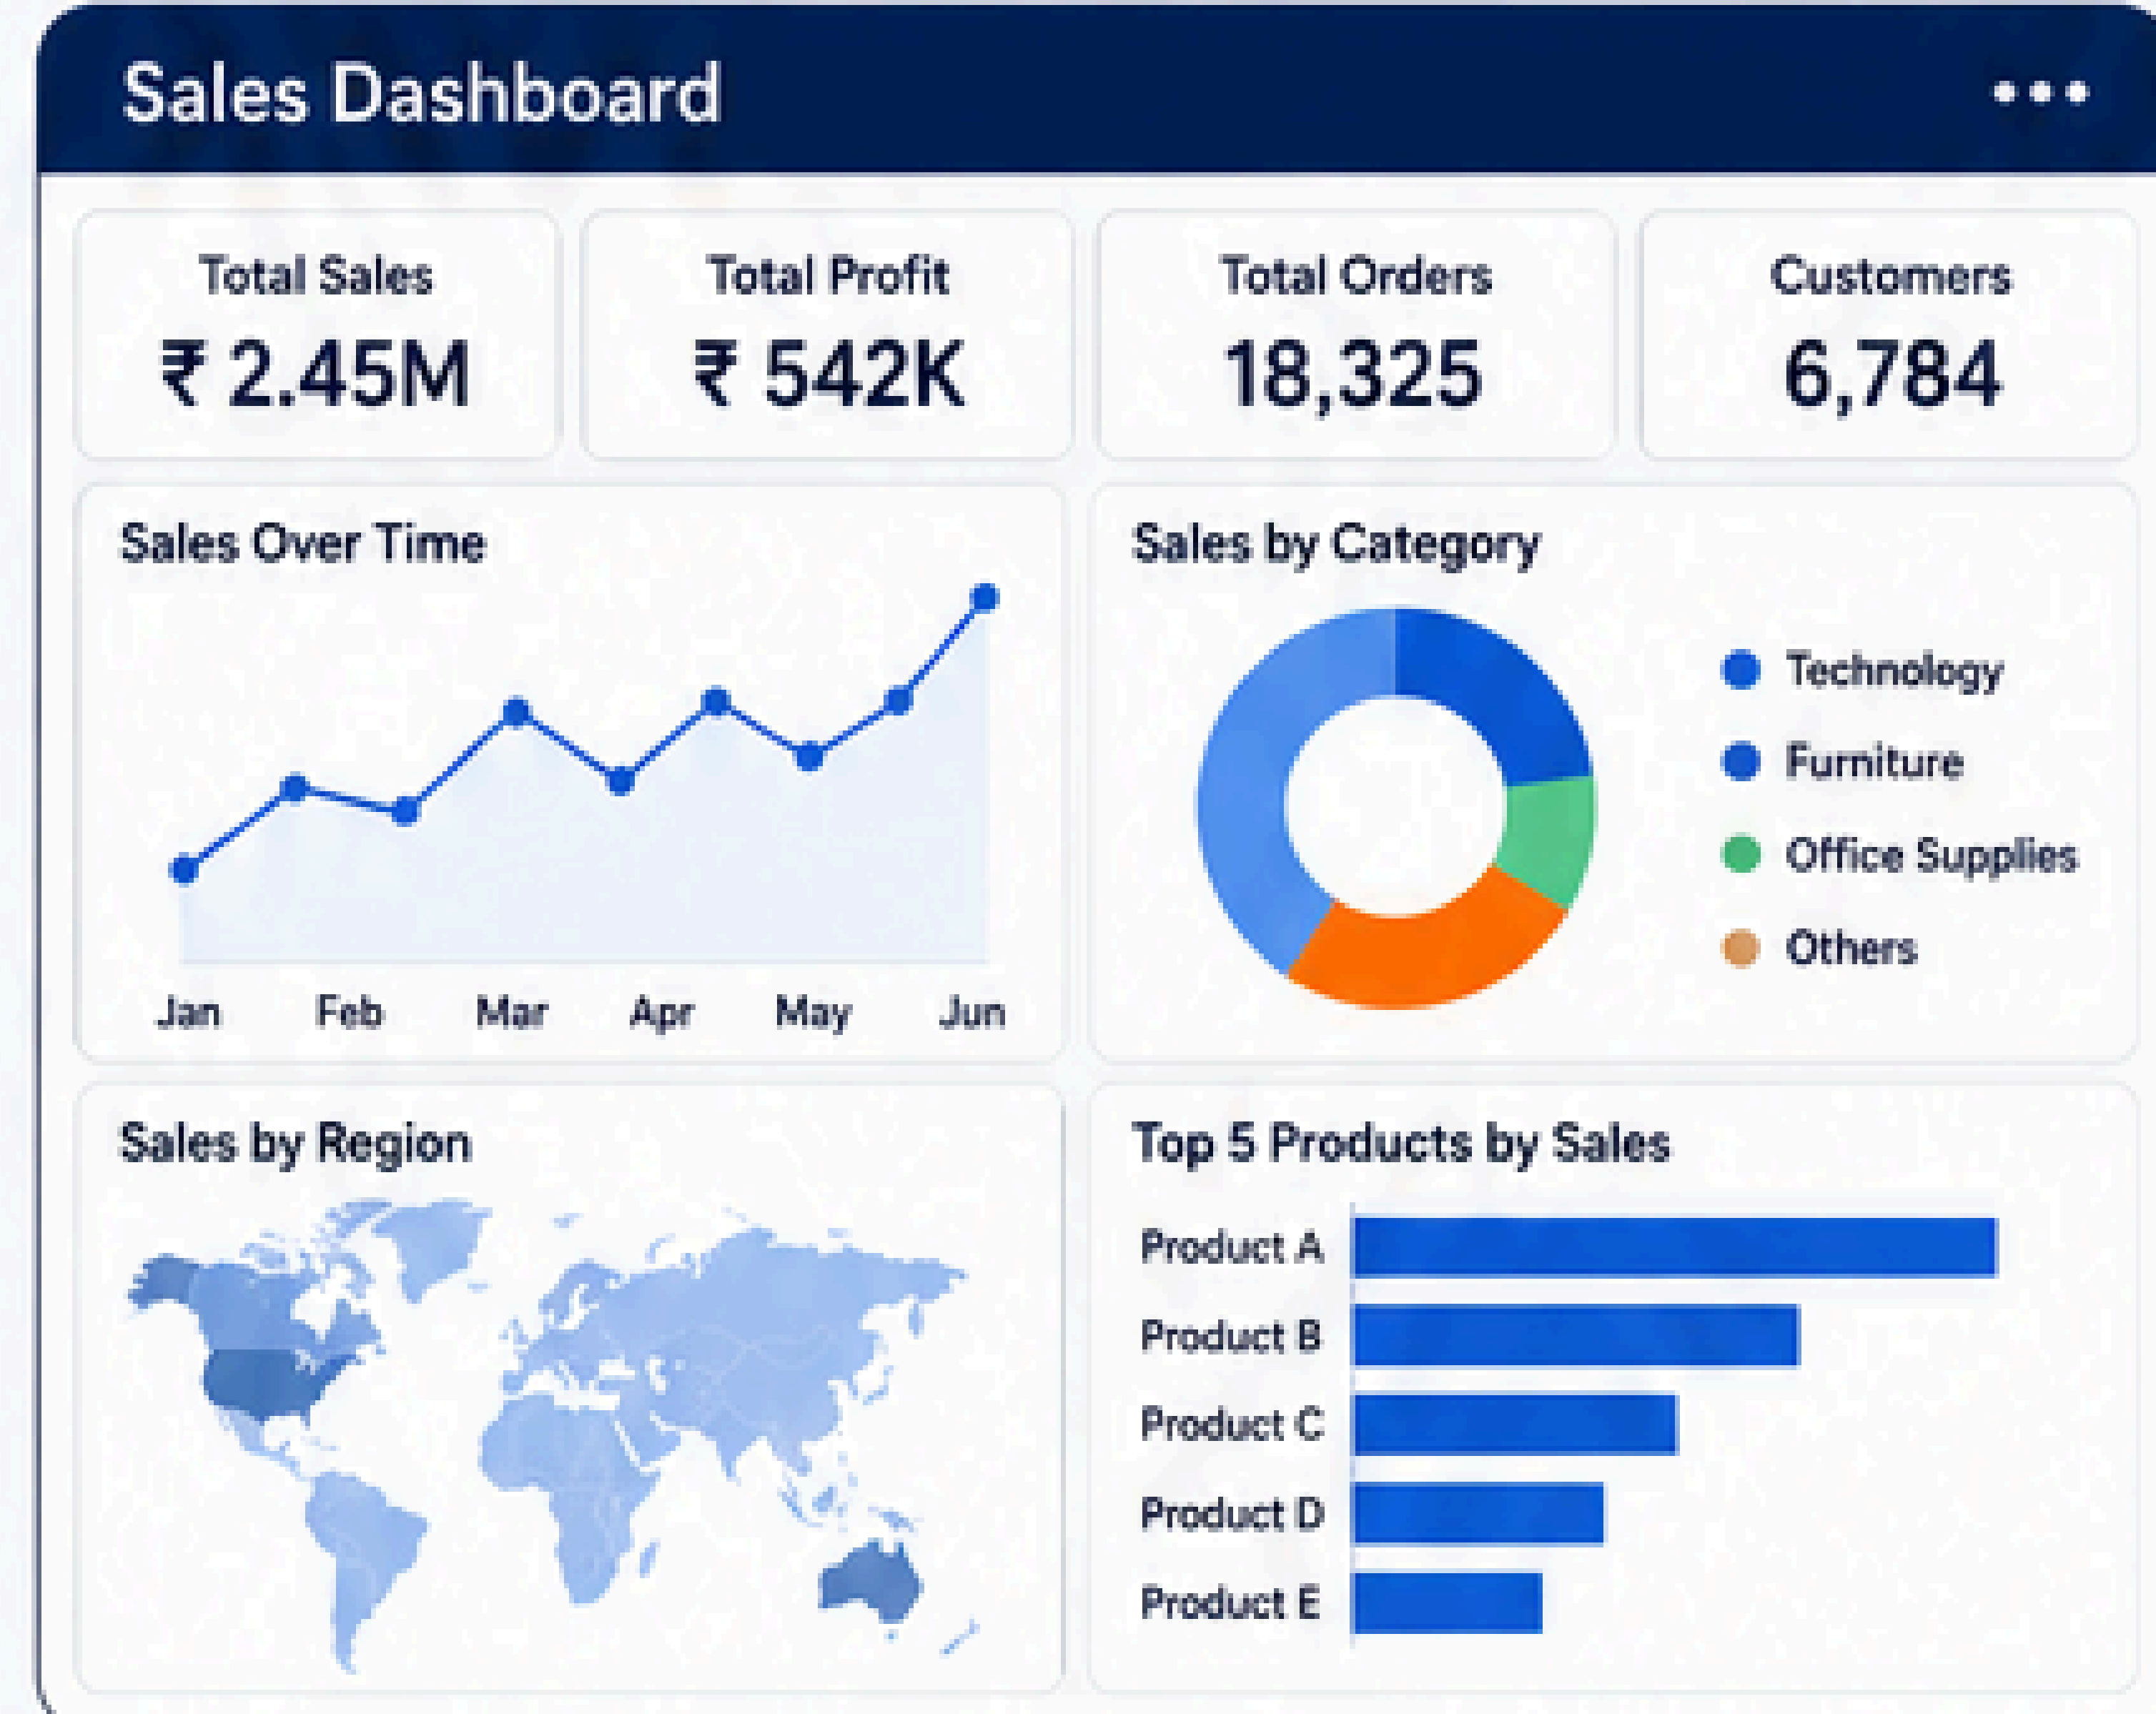 Sales Dashboard
Total Sales
₹ 2.45M
Total Profit
₹ 542K
Total Orders
18,325
Customers
6,784
Sales Over Time
Jan Feb Mar Apr May Jun
Sales by Category
Technology
Furniture
Office Supplies
Others
Sales by Region
Top 5 Products by Sales
Product A
Product B
Product C
Product D
Product E